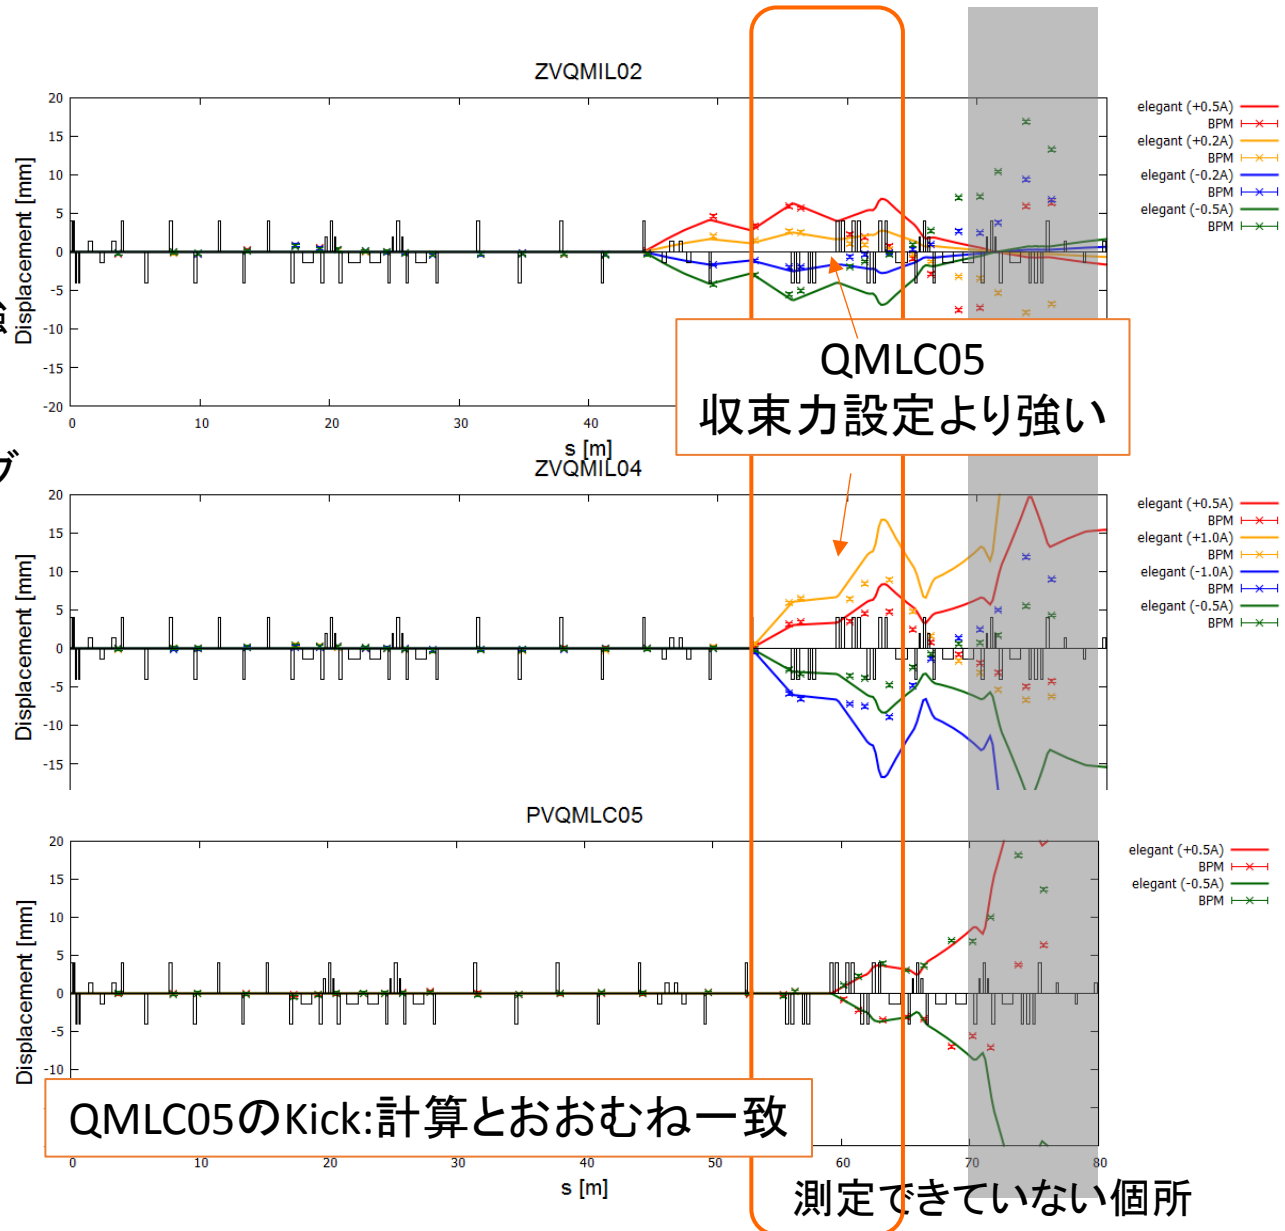 ZVQMIL02
20
15
10
5
0
-5
-10
-15
-20
Displacement [mm]
0 10 20 30 40
s [m]
elegant (+0.5A)
BPM
elegant (+0.2A)
BPM
elegant (-0.2A)
BPM
elegant (-0.5A)
BPM
QMLC05
収束力設定より強い
ブ
ZVQMIL04
20
15
10
5
0
-5
-10
-15
Displacement [mm]
elegant (+0.5A)
BPM
elegant (+1.0A)
BPM
elegant (-1.0A)
BPM
elegant (-0.5A)
BPM
PVQMLC05
20
15
10
5
0
-5
-10
Displacement [mm]
elegant (+0.5A)
BPM
elegant (-0.5A)
BPM
QMLC05のKick:計算とおおむね一致
0 10 20 30 40 50 60 70 80
s [m]
測定できていない個所